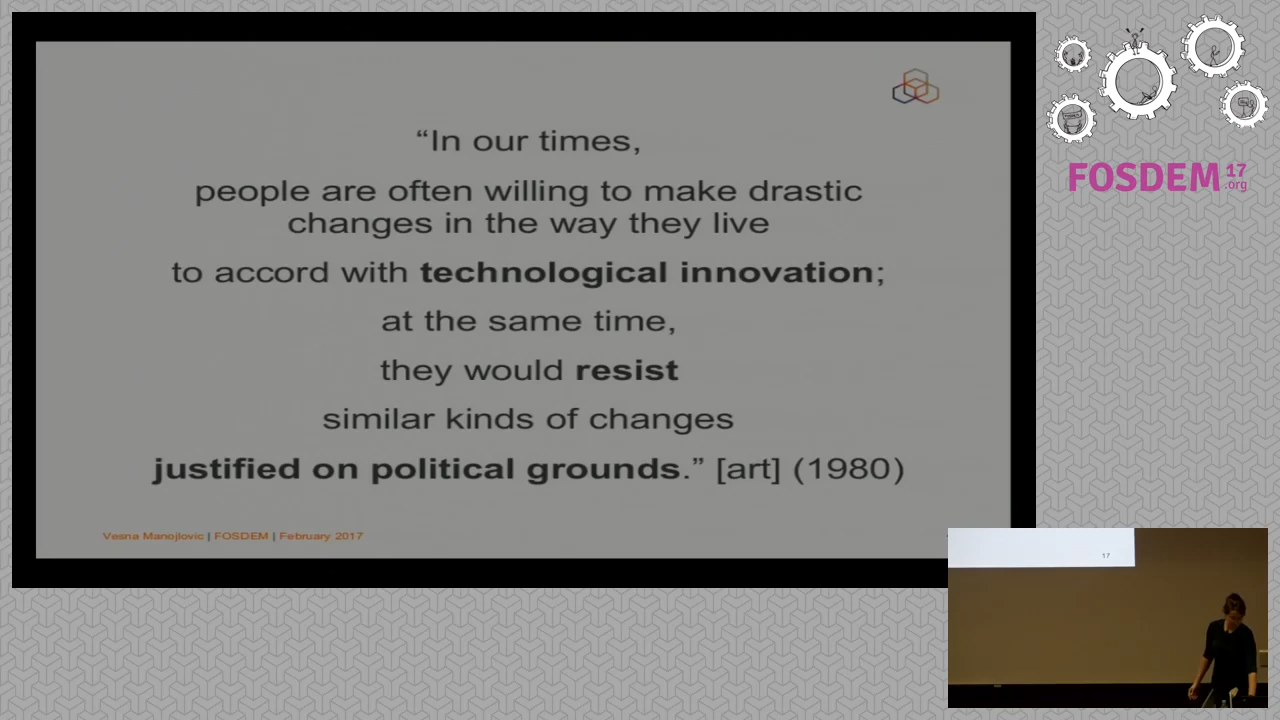 “In our times,
people are often willing to make drastic
changes in the way they live
to accord with technological innovation;
at the same time,
they would resist
similar kinds of changes
justified on political grounds.” [art] (1980)
Vesna Manojlovic | FOSDEM | February 2017
FOSDEM 17
.org
17